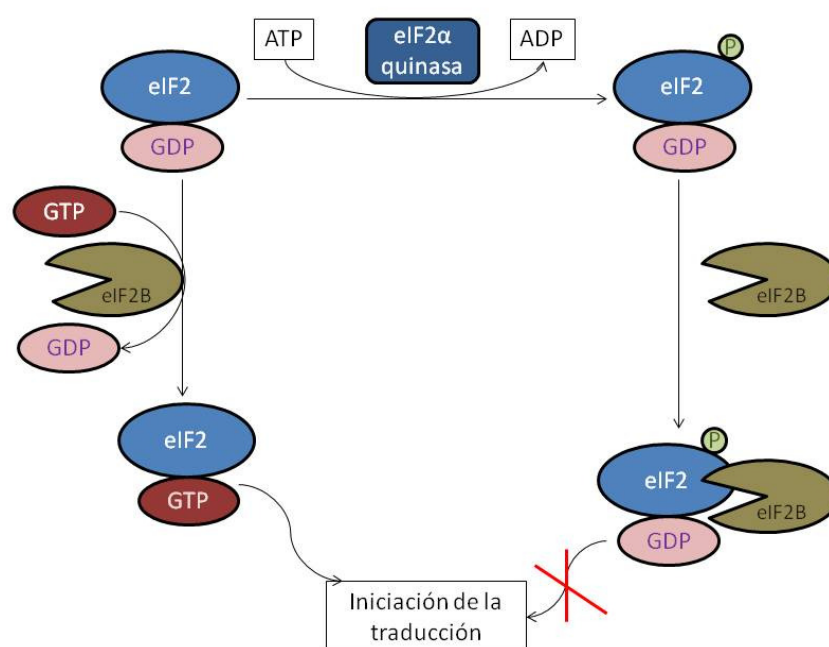 ATP
eIF2α
quinasa
ADP
P
eIF2
GDP
eIF2
GDP
GTP
eIF2B
GDP
eIF2B
eIF2
GTP
P
eIF2
eIF2B
GDP
Iniciación de la
traducción